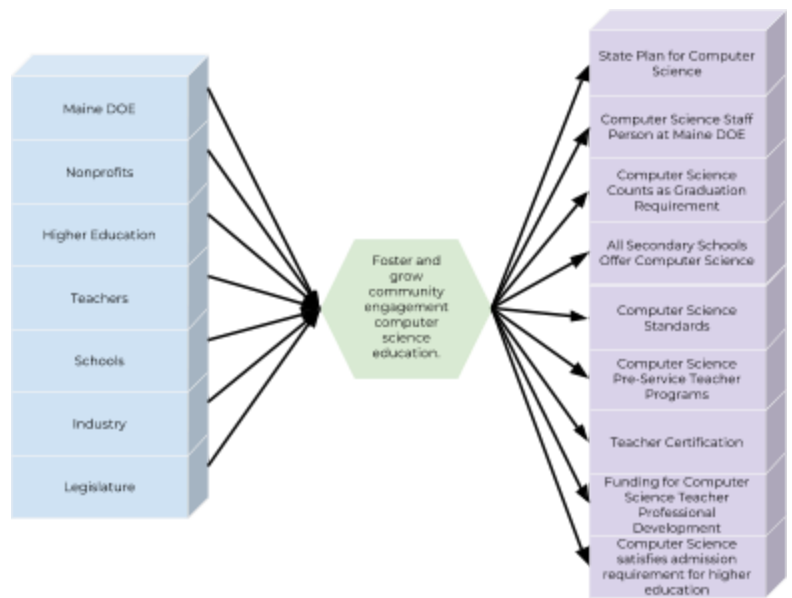 Maine DOE
Nonprofits
Higher Education
Teachers
Schools
Industry
Legislature
Foster and
grow
community
engagement
computer
science
education.
State Plan for Computer
Science
Computer Science Staff
Person at Maine DOE
Computer Science
Counts as Graduation
Requirement
All Secondary Schools
Offer Computer Science
Computer Science
Standards
Computer Science
Pre-Service Teacher
Programs
Teacher Certification
Funding for Computer
Science Teacher
Professional
Development
Computer Science
satisfies admission
requirement for higher
education